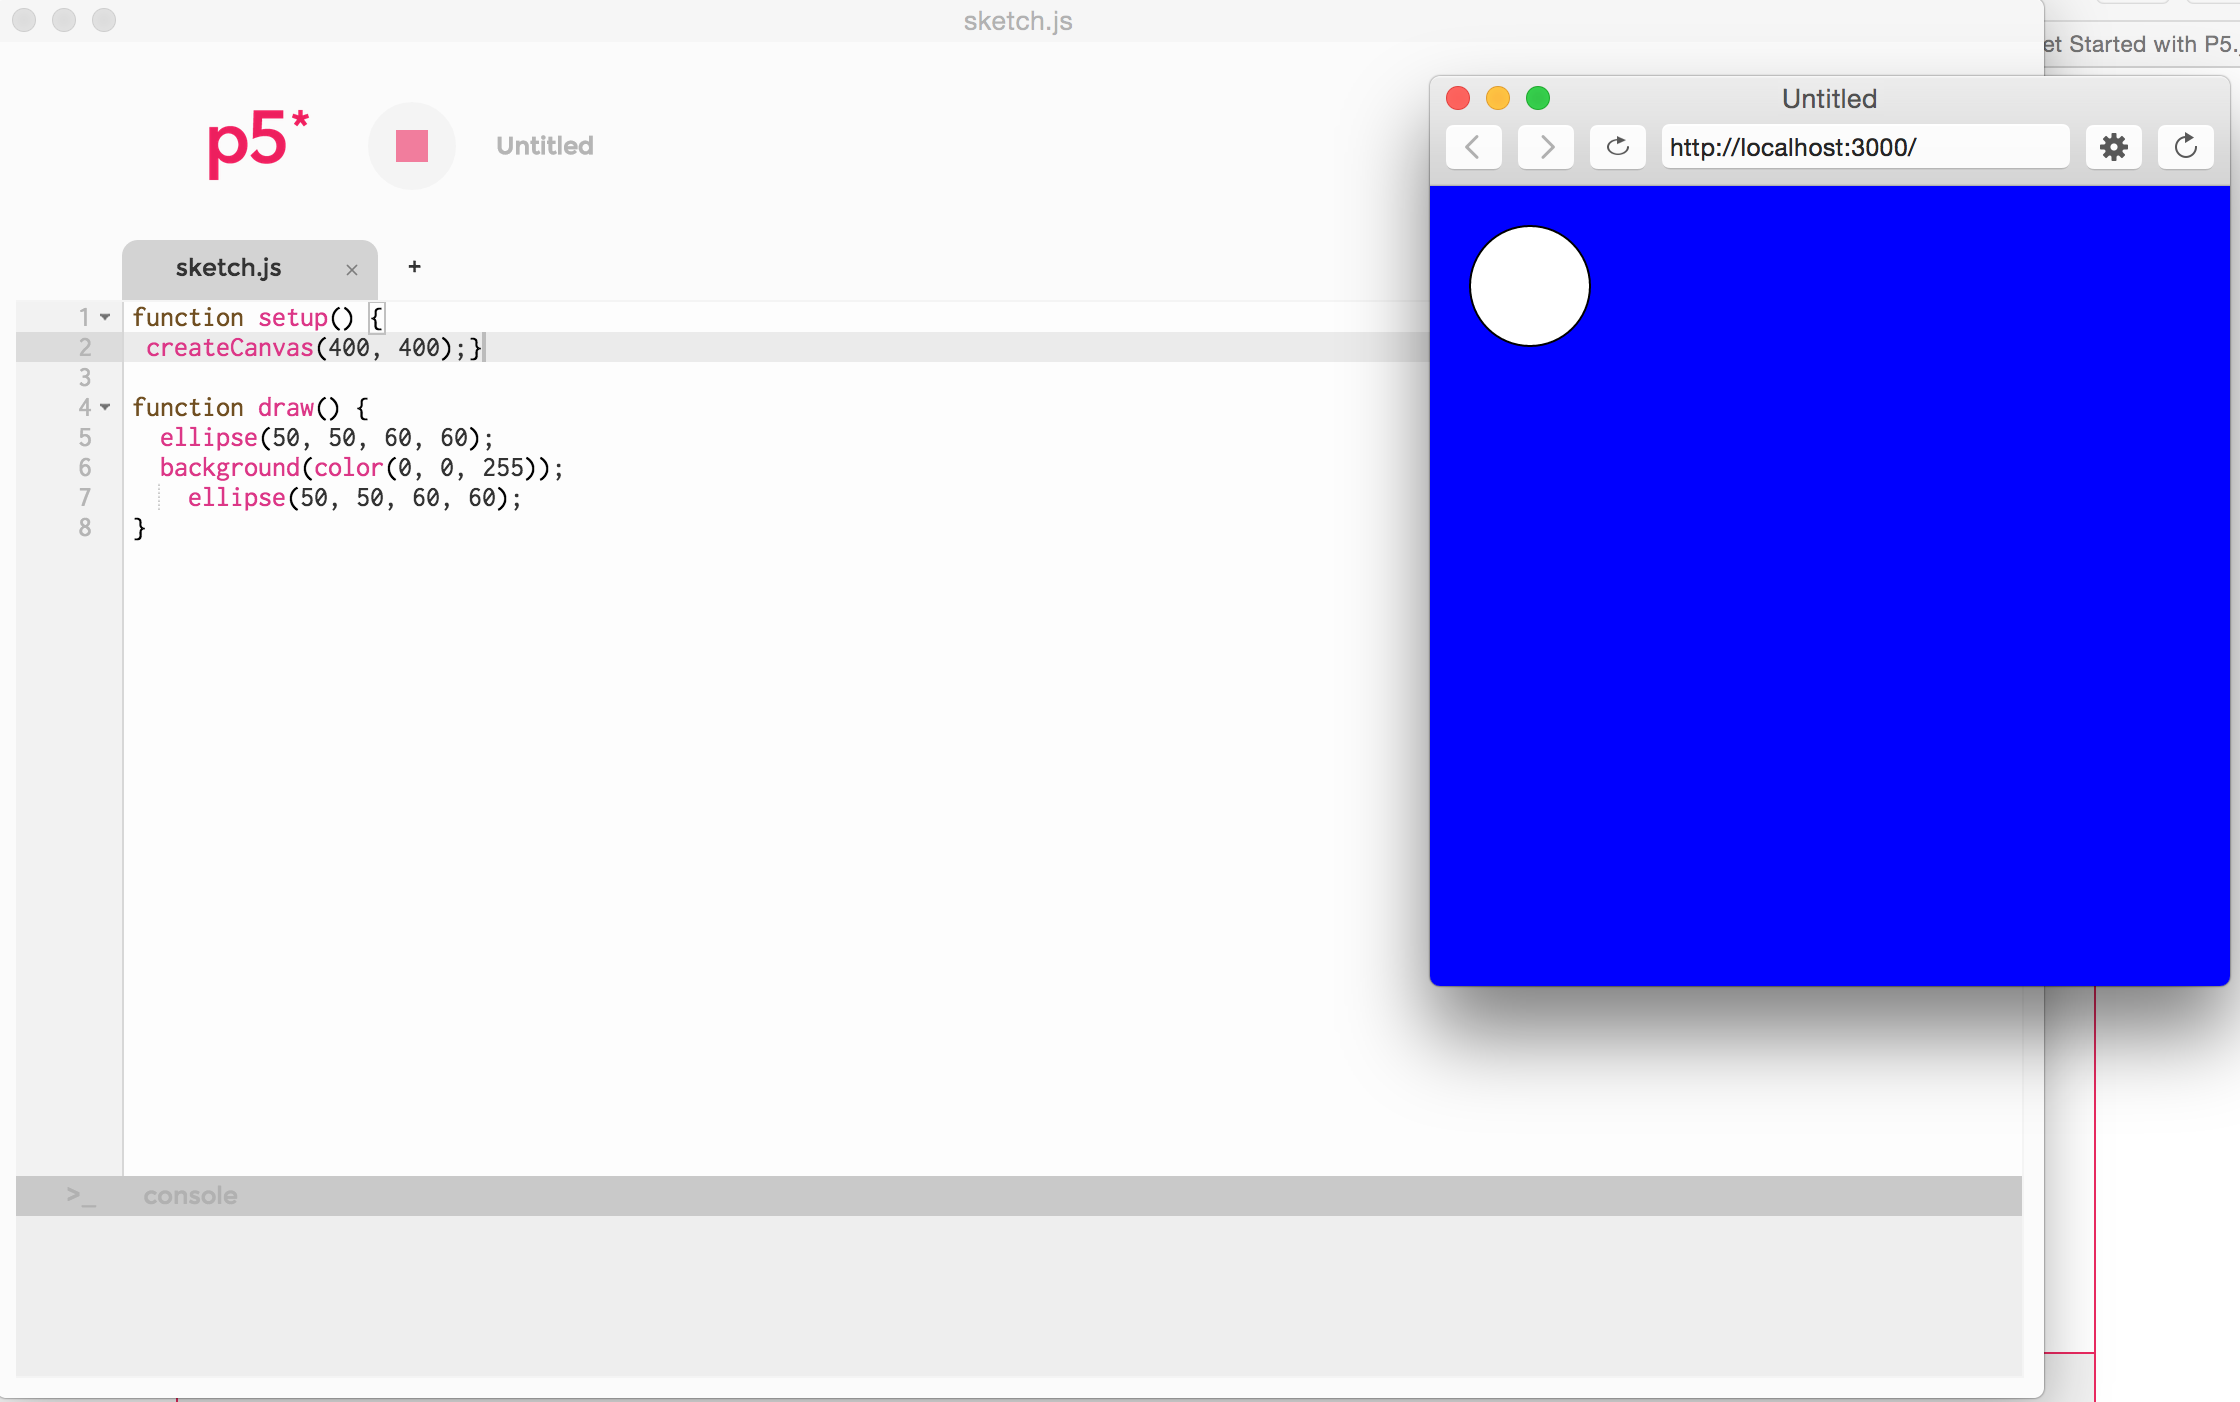 sketch.js
et Started with P5.
p5*
Untitled
Untitled
http://localhost:3000/
sketch.js × +
1 function setup() {
2 createCanvas(400, 400);}
3
4 function draw() {
5 ellipse(50, 50, 60, 60);
6 background(color(0, 0, 255));
7 ellipse(50, 50, 60, 60);
8 }
>_ console